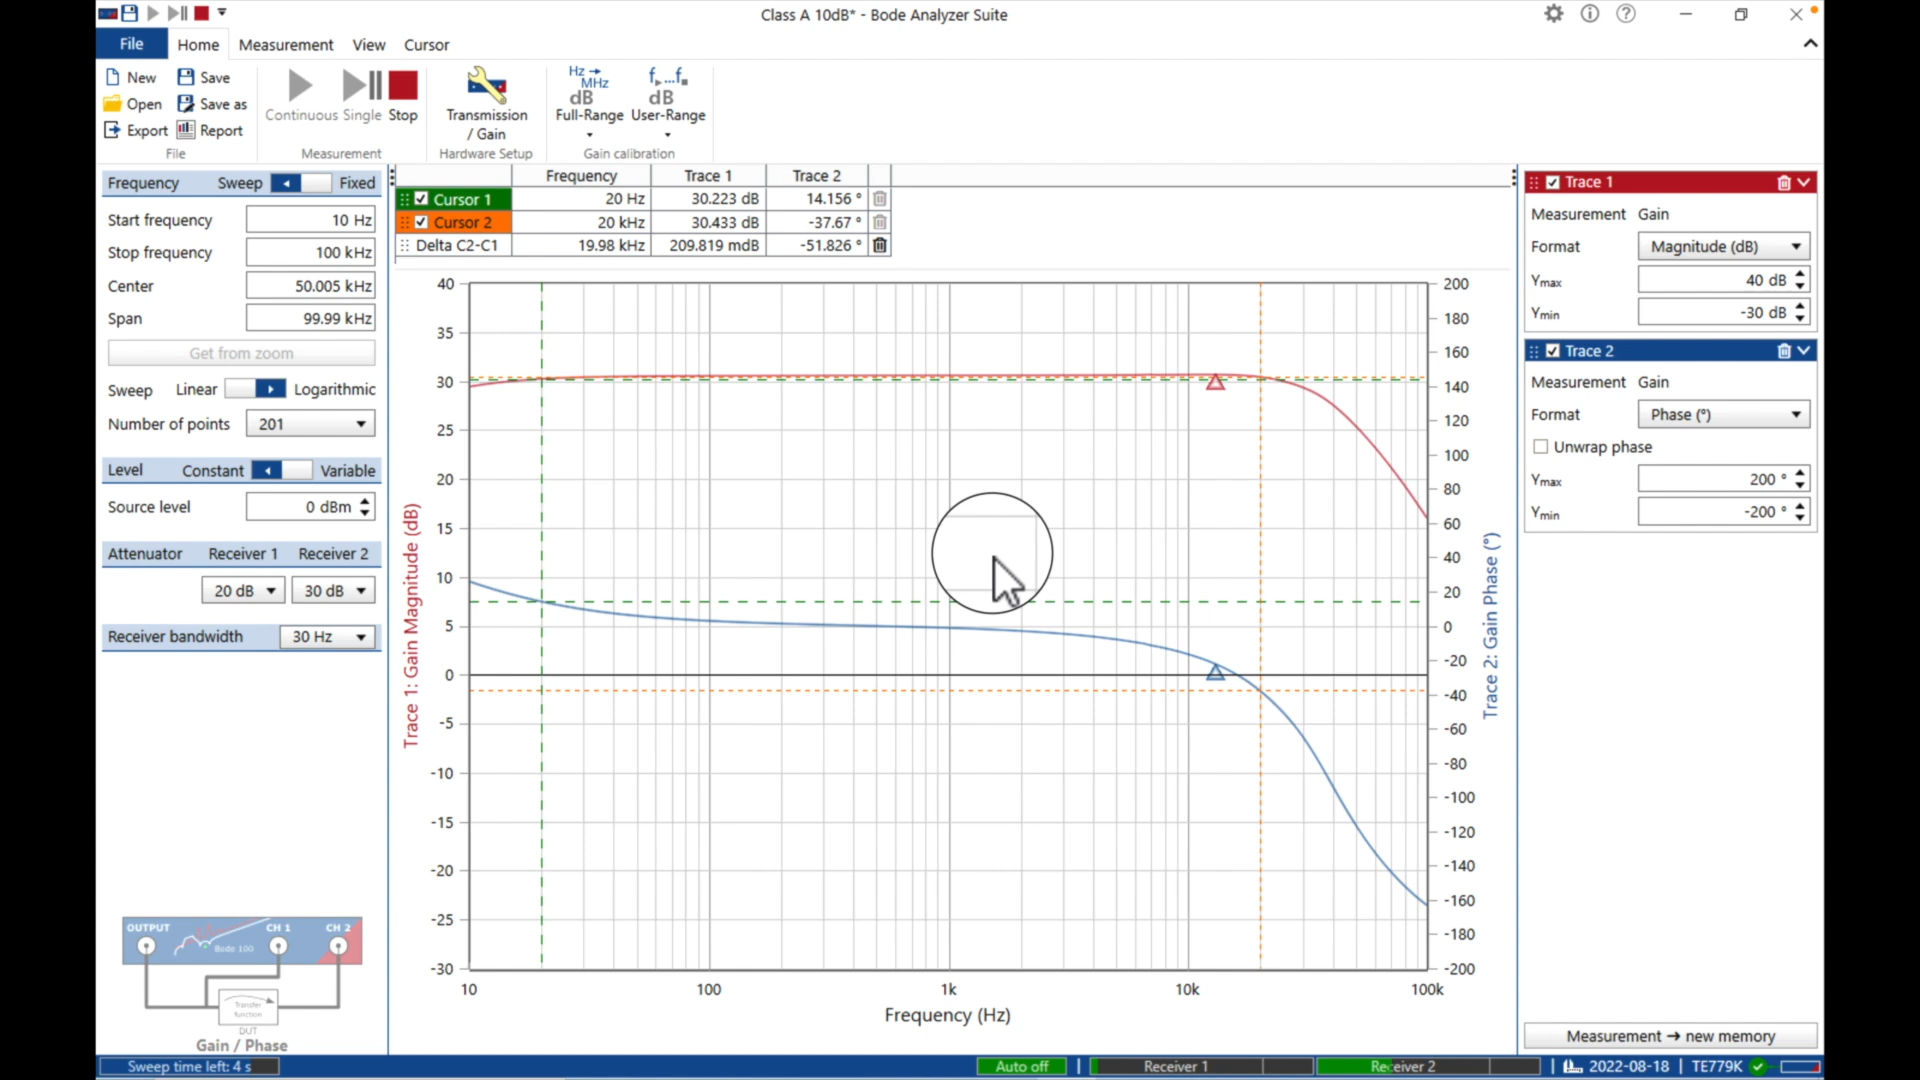 Class A 10dB* - Bode Analyzer Suite
File Home Measurement View Cursor
New Save
Open Save as
Export Report
File
Continuous Single Stop
Measurement
Transmission
/ Gain
Hardware Setup
Hz → MHz
dB
Full-Range
f▸...f■
dB
User-Range
Gain calibration
Frequency Sweep Fixed
Start frequency 10 Hz
Stop frequency 100 kHz
Center 50.005 kHz
Span 99.99 kHz
Get from zoom
Sweep Linear Logarithmic
Number of points 201
Level Constant Variable
Source level 0 dBm
Attenuator Receiver 1 Receiver 2
20 dB 30 dB
Receiver bandwidth 30 Hz
OUTPUT CH 1 CH 2
Bode 100
Transfer
function
DUT
Gain / Phase
Frequency Trace 1 Trace 2
Cursor 1 20 Hz 30.223 dB 14.156 °
Cursor 2 20 kHz 30.433 dB -37.67 °
Delta C2-C1 19.98 kHz 209.819 mdB -51.826 °
Trace 1: Gain Magnitude (dB)
40
35
30
25
20
15
10
5
0
-5
-10
-15
-20
-25
-30
10 100 1k 10k 100k
Frequency (Hz)
200
180
160
140
120
100
80
60
40
20
0
-20
-40
-60
-80
-100
-120
-140
-160
-180
-200
Trace 2: Gain Phase (°)
Trace 1
Measurement Gain
Format Magnitude (dB)
Ymax 40 dB
Ymin -30 dB
Trace 2
Measurement Gain
Format Phase (°)
Unwrap phase
Ymax 200 °
Ymin -200 °
Measurement → new memory
Sweep time left: 4 s Auto off Receiver 1 Receiver 2 2022-08-18 TE779K